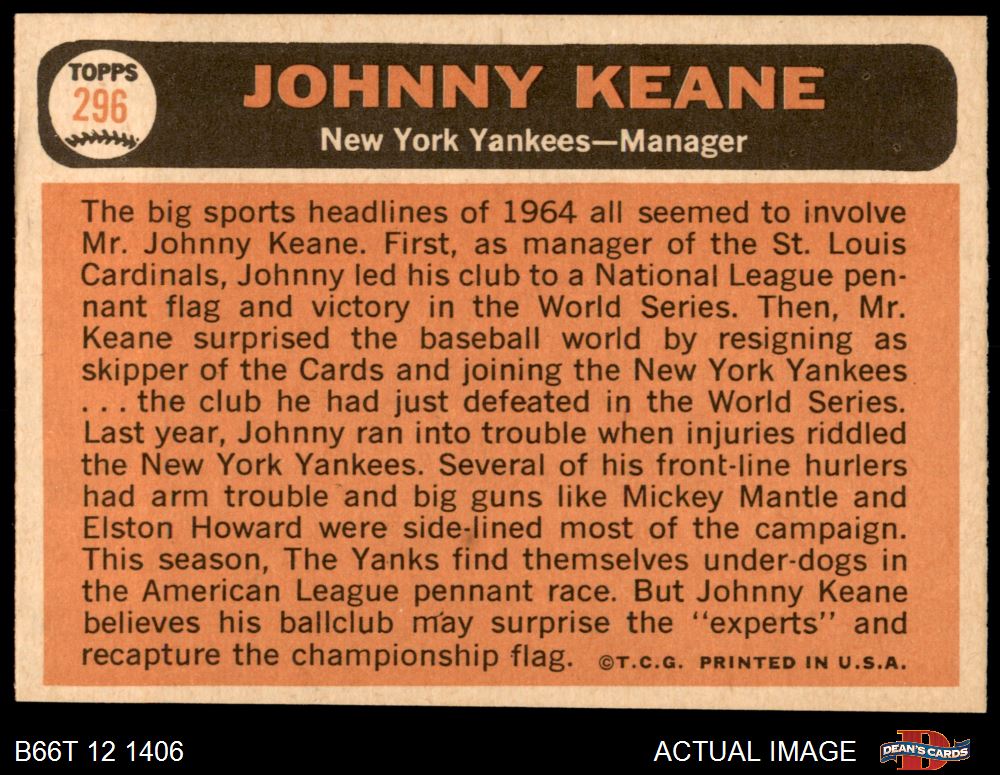 TOPPS
296
JOHNNY KEANE
New York Yankees—Manager
The big sports headlines of 1964 all seemed to involve
Mr. Johnny Keane. First, as manager of the St. Louis
Cardinals, Johnny led his club to a National League pen-
nant flag and victory in the World Series. Then, Mr.
Keane surprised the baseball world by resigning as
skipper of the Cards and joining the New York Yankees
. . . the club he had just defeated in the World Series.
Last year, Johnny ran into trouble when injuries riddled
the New York Yankees. Several of his front-line hurlers
had arm trouble and big guns like Mickey Mantle and
Elston Howard were side-lined most of the campaign.
This season, The Yanks find themselves under-dogs in
the American League pennant race. But Johnny Keane
believes his ballclub may surprise the "experts" and
recapture the championship flag. ©T.C.G. PRINTED IN U.S.A.
B66T 12 1406
ACTUAL IMAGE
D
DEAN'S CARDS